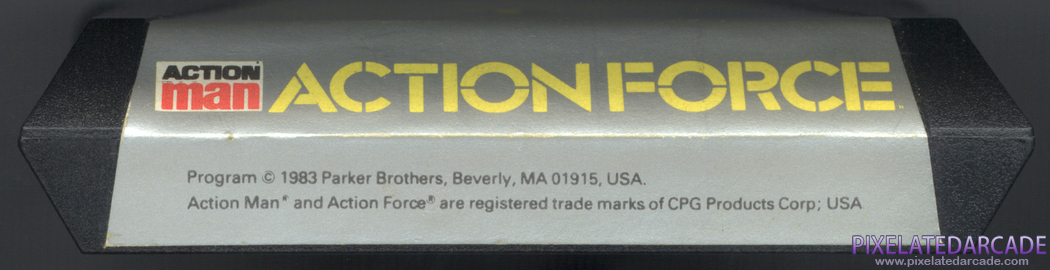 ACTION man ACTION FORCE™
Program © 1983 Parker Brothers, Beverly, MA 01915, USA.
Action Man® and Action Force® are registered trade marks of CPG Products Corp; USA
PIXELATEDARCADE
www.pixelatedarcade.com